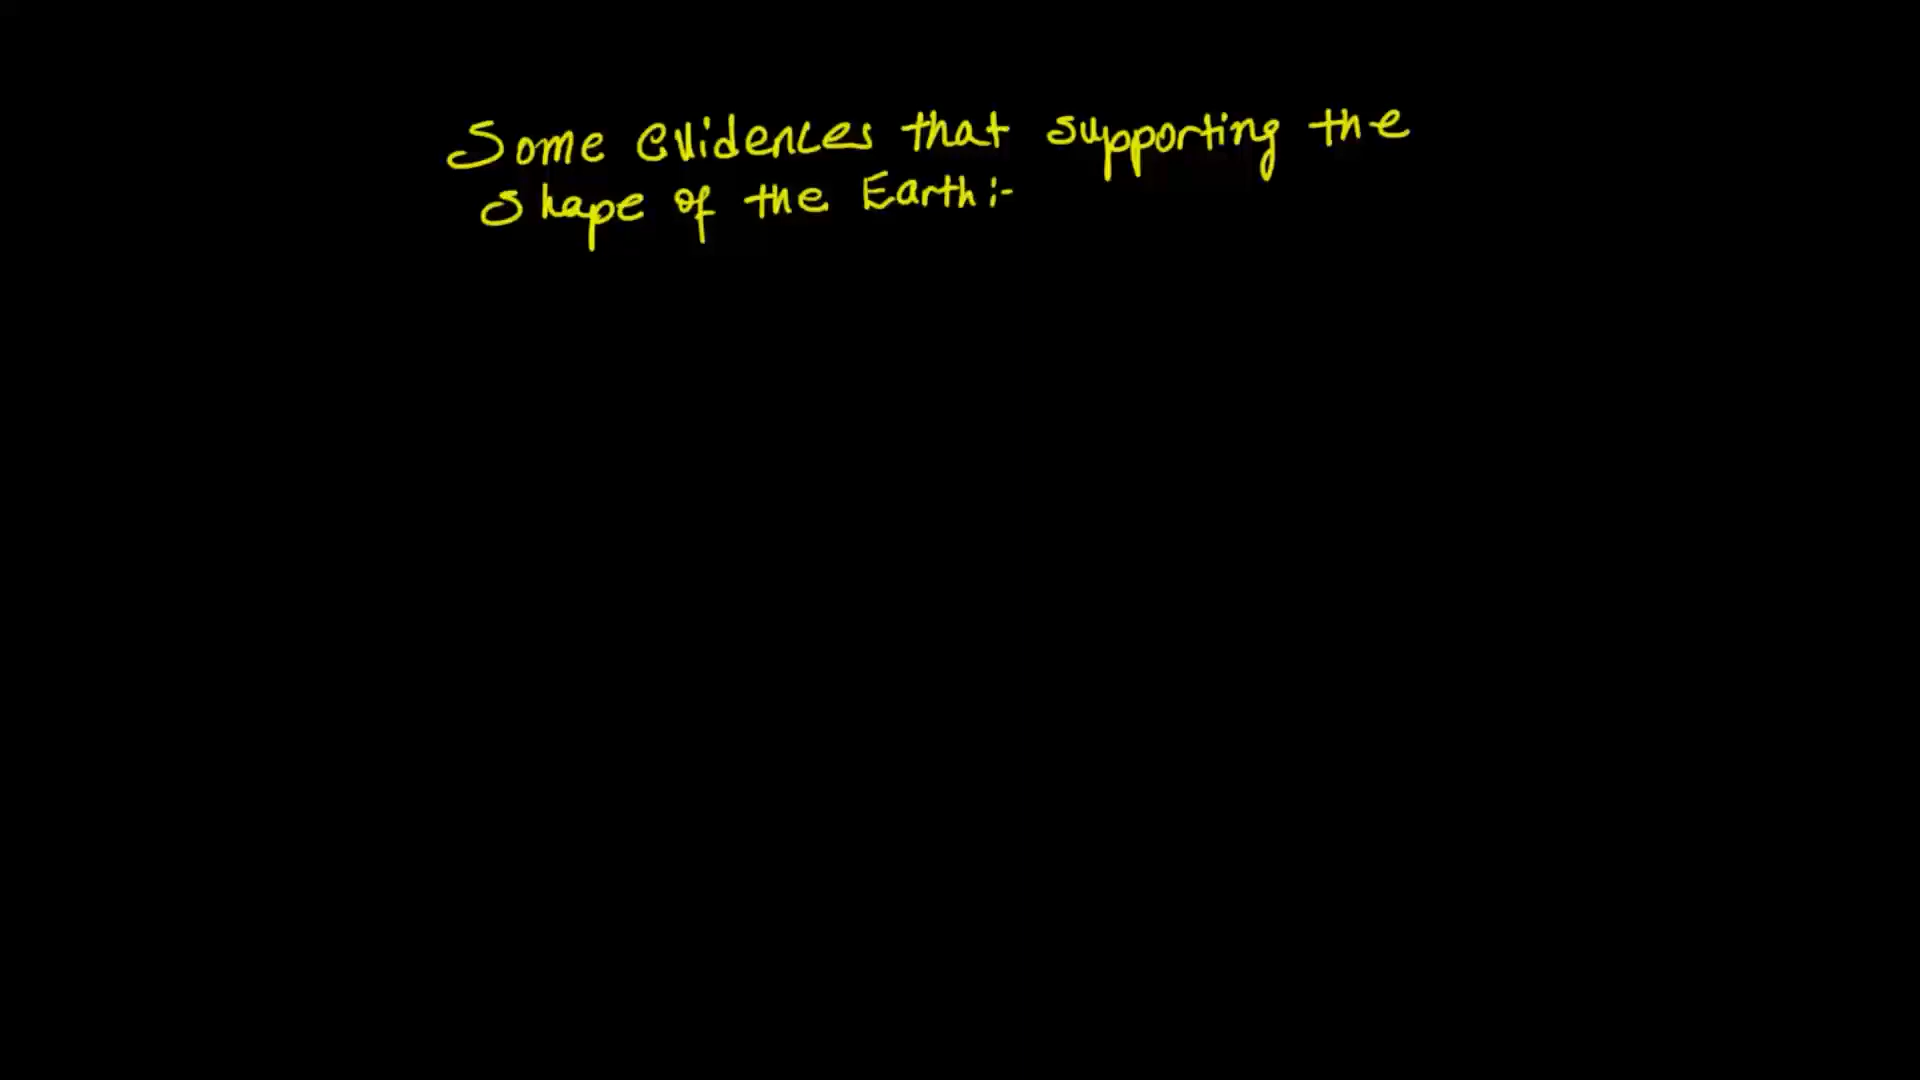 Some evidences that supporting the
shape of the Earth:-